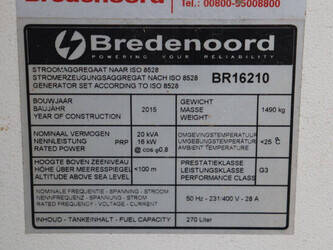 Bredenoord
Tel.: 00800-95008800
Bredenoord
POWERING YOUR RELIABILITY
STROOMAGGREGAAT NAAR ISO 8528
STROMERZEUGUNGSAGGREGAT NACH ISO 8528
GENERATOR SET ACCORDING TO ISO 8528
BR16210
BOUWJAAR
BAUJAHR
YEAR OF CONSTRUCTION
2015
GEWICHT
MASSE
WEIGHT
1490 kg
NOMINAAL VERMOGEN
NENNLEISTUNG
RATED POWER
PRP
20 kVA
16 kW
@ cos φ0.8
OMGEVINGSTEMPERATUUR
UMGEBUNGSTEMPERATUR
AMBIENT TEMPERATURE
<25 °C
HOOGTE BOVEN ZEENIVEAU
HÖHE ÜBER MEERESSPIEGEL
ALTITUDE ABOVE SEA LEVEL
<100 m
PRESTATIEKLASSE
LEISTUNGSKLASSE
PERFORMANCE CLASS
G3
NOMINALE FREQUENTIE - SPANNING - STROOM
NENNFREQUENZ - SPANNUNG - STROM
RATED FREQUENCY - VOLTAGE - CURRENT
50 Hz - 231/400 V - 28 A
INHOUD - TANKEINHALT - FUEL CAPACITY
270 Liter